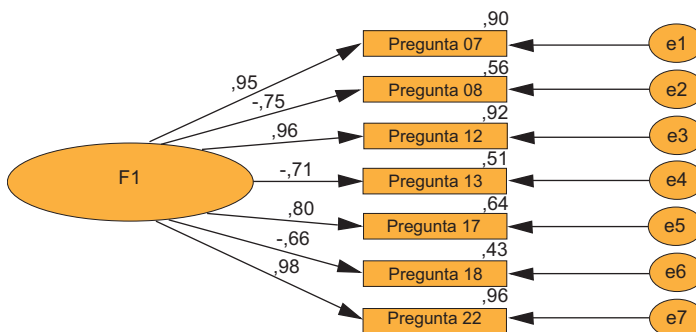 ,90
Pregunta 07
e1
,95
,56
Pregunta 08
e2
-,75
,92
Pregunta 12
e3
,96
F1
,51
Pregunta 13
e4
-,71
,64
Pregunta 17
e5
,80
,43
Pregunta 18
e6
-,66
,96
Pregunta 22
e7
,98